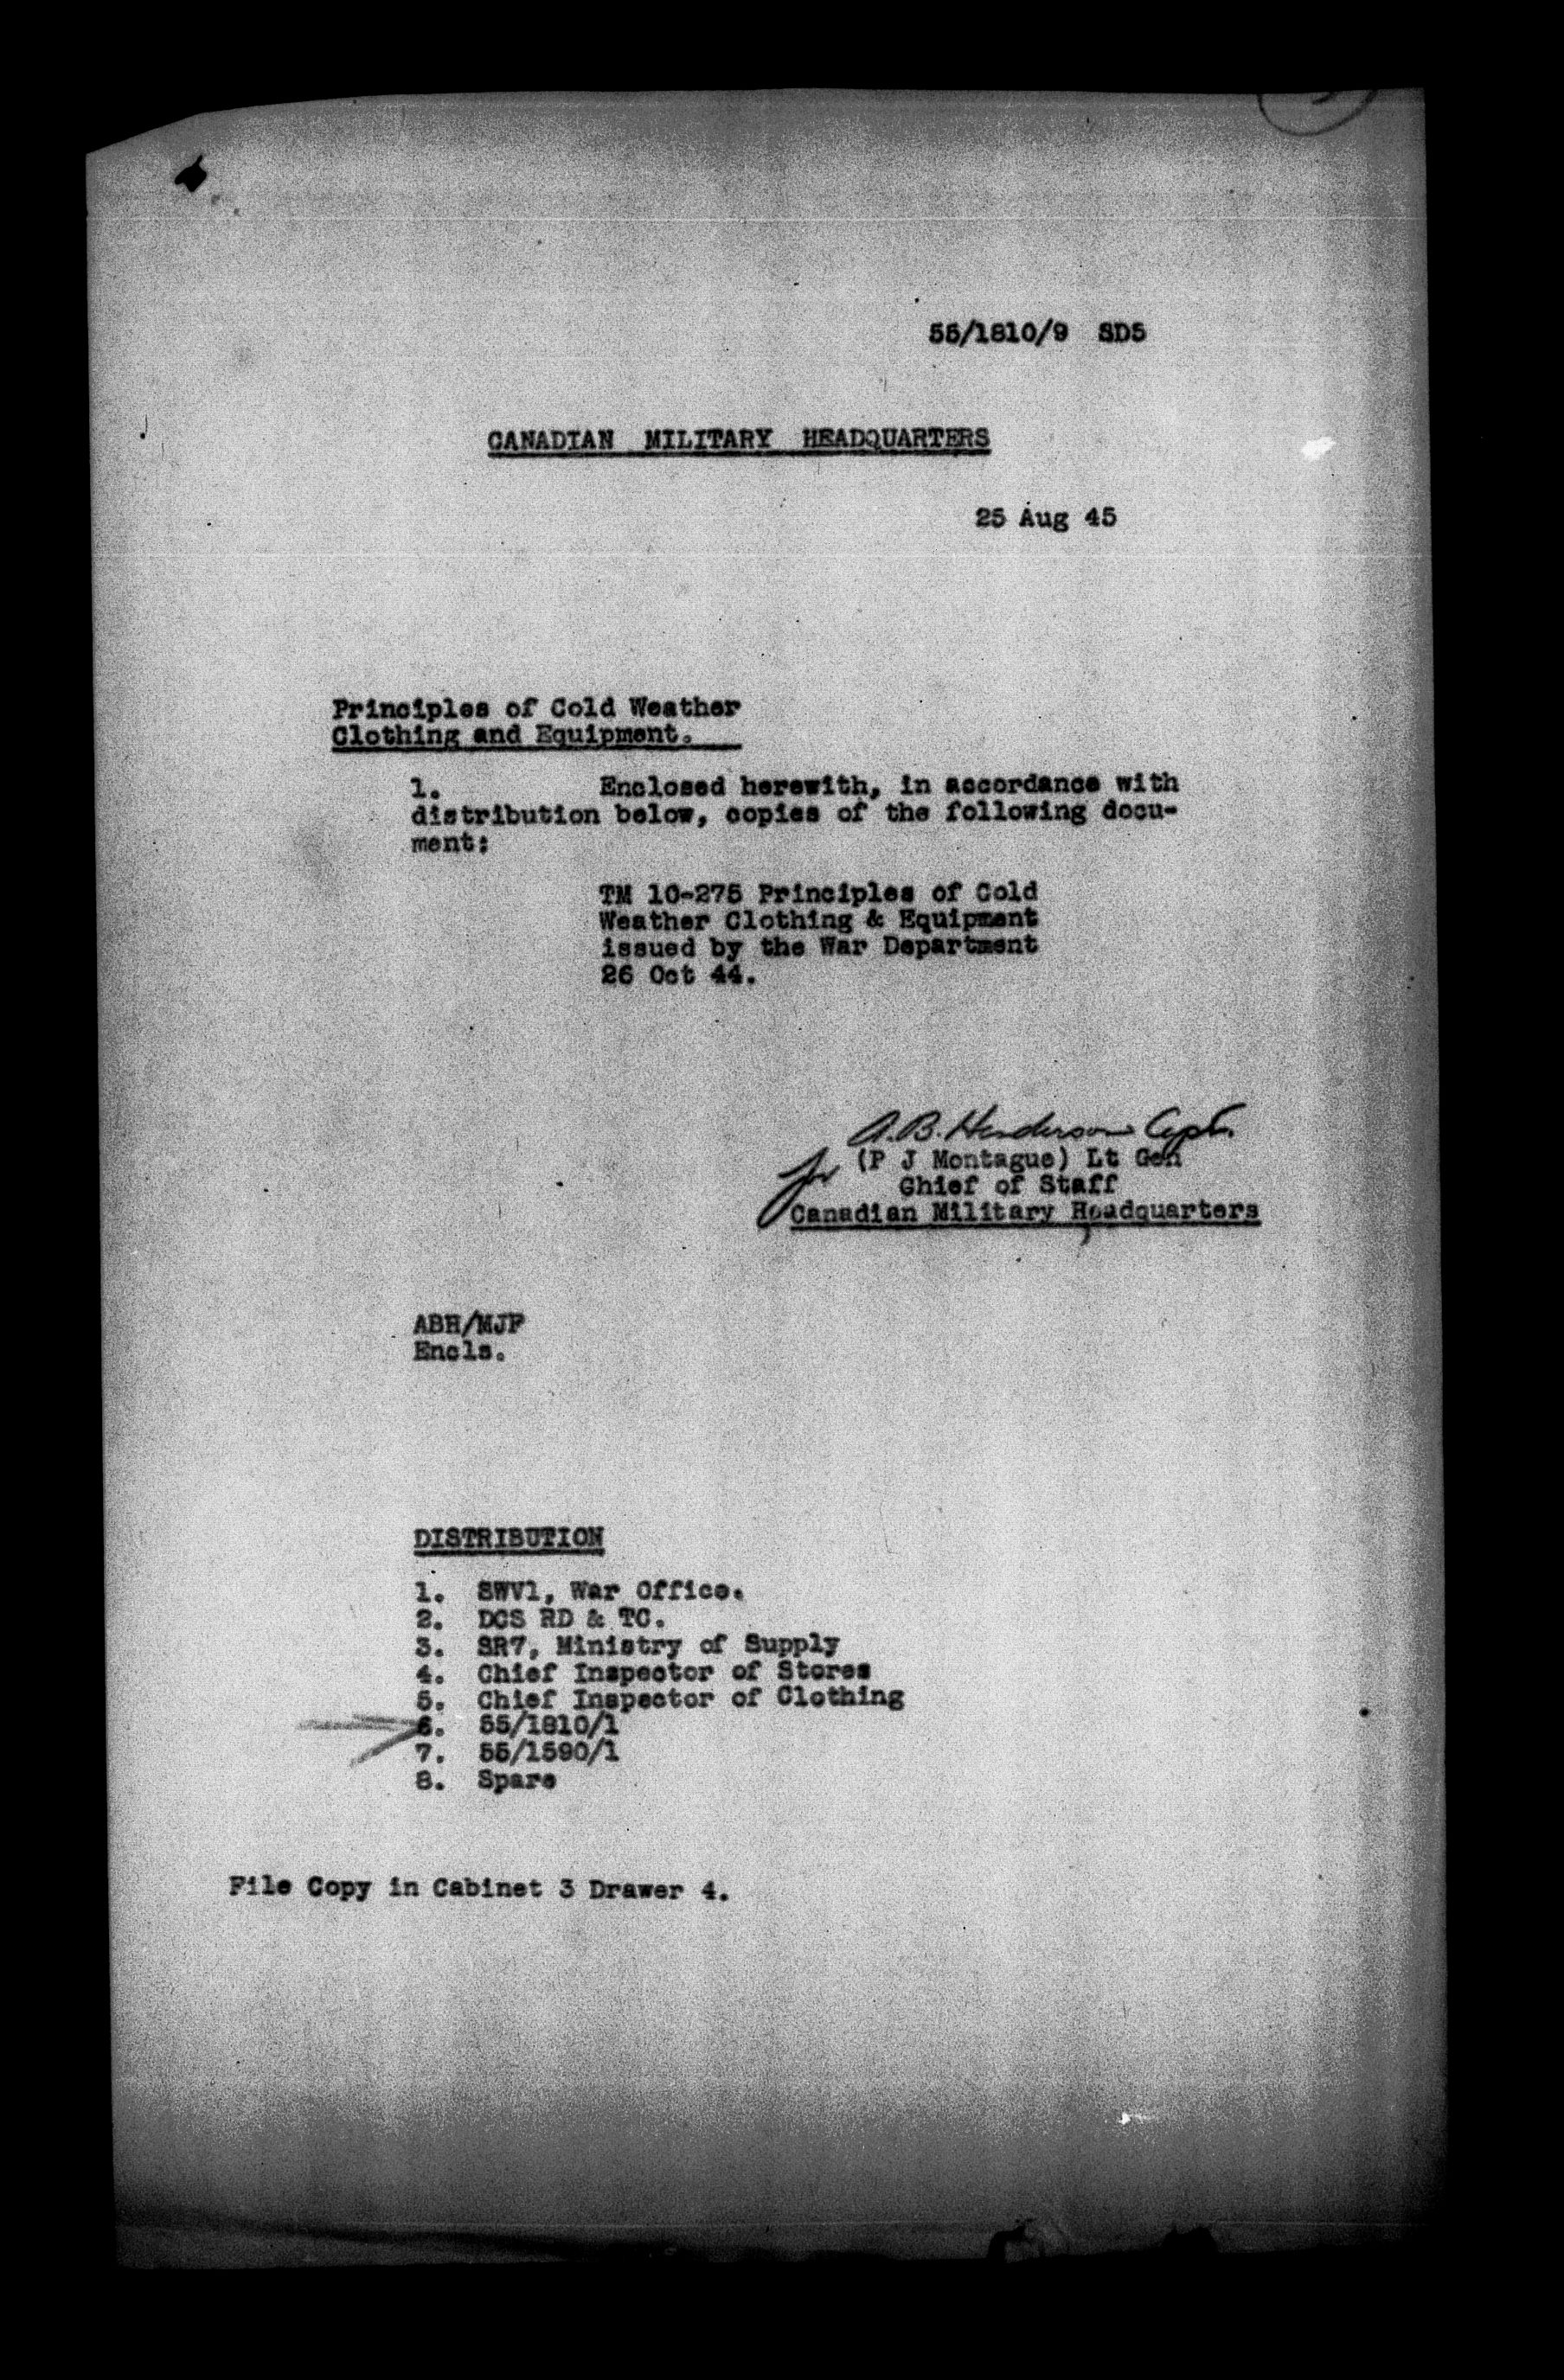 55/1810/9 SD5
CANADIAN MILITARY HEADQUARTERS
25 Aug 45
Principles of Cold Weather
Clothing and Equipment.
1. Enclosed herewith, in accordance with
distribution below, copies of the following docu-
ment:
TM 10-275 Principles of Cold
Weather Clothing & Equipment
issued by the War Department
26 Oct 44.
A.B. Henderson Capt.
for (P J Montague) Lt Gen
Chief of Staff
Canadian Military Headquarters
ABH/MJF
Encls.
DISTRIBUTION
1. SWV1, War Office.
2. DCS RD & TC.
3. SR7, Ministry of Supply
4. Chief Inspector of Stores
5. Chief Inspector of Clothing
6. 55/1810/1
7. 55/1590/1
8. Spare
File Copy in Cabinet 3 Drawer 4.